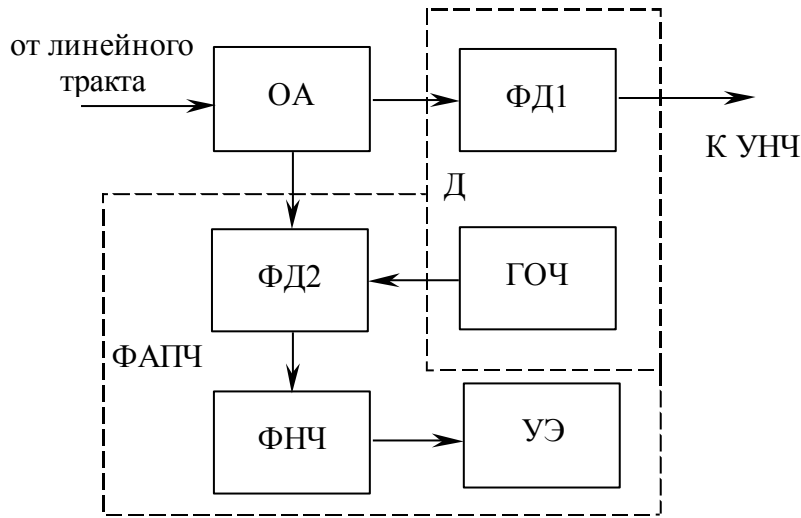 от линейного
тракта
ОА
ФД1
К УНЧ
Д
ФД2
ГОЧ
ФАПЧ
ФНЧ
УЭ